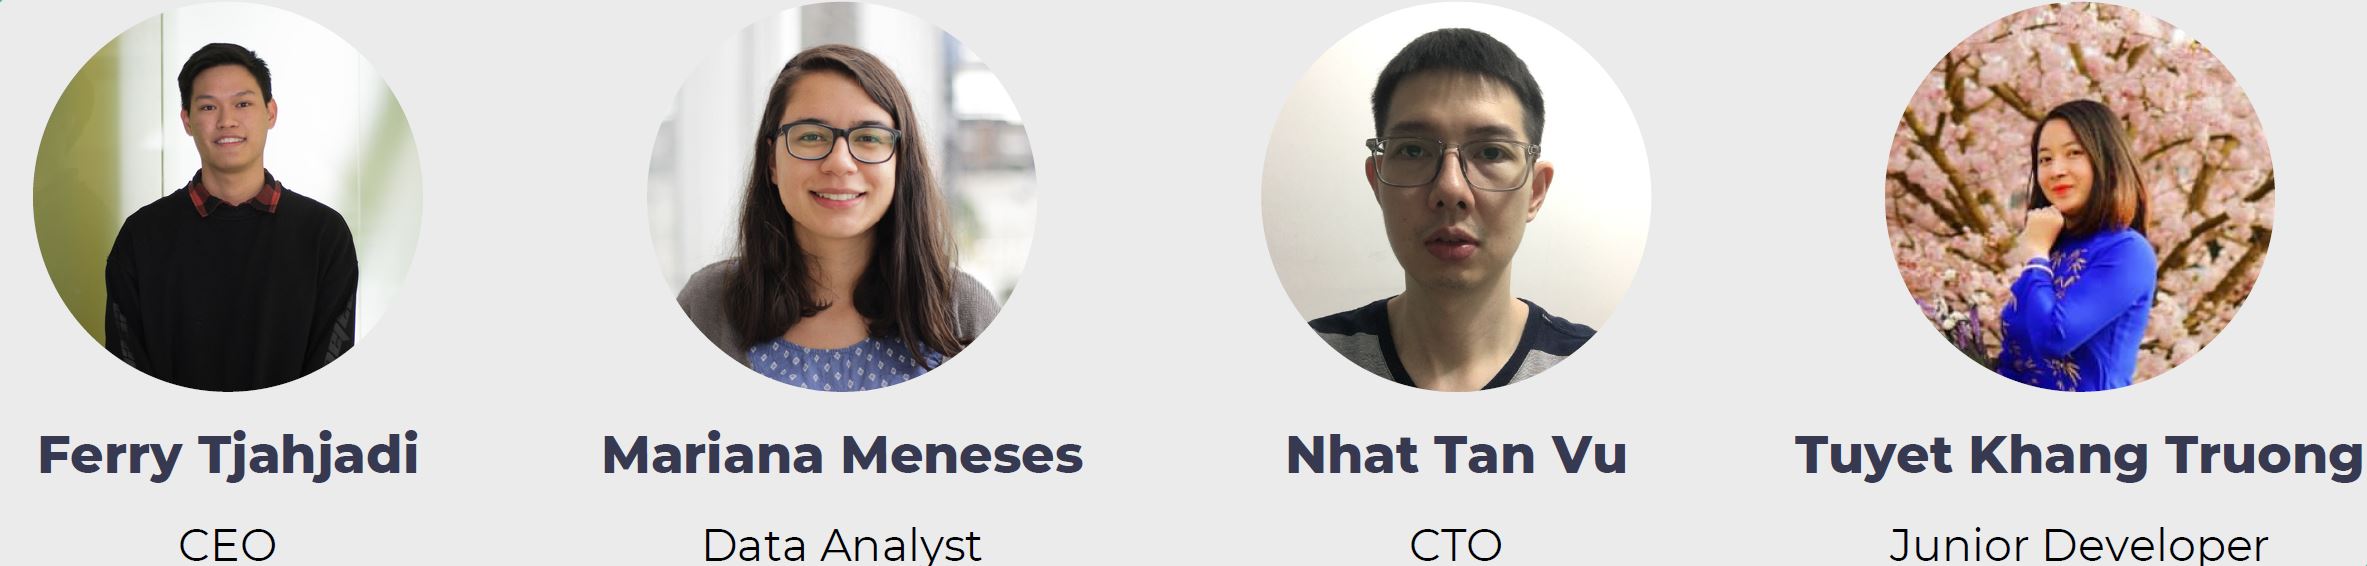 Ferry Tjahjadi
CEO
Mariana Meneses
Data Analyst
Nhat Tan Vu
CTO
Tuyet Khang Truong
Junior Developer